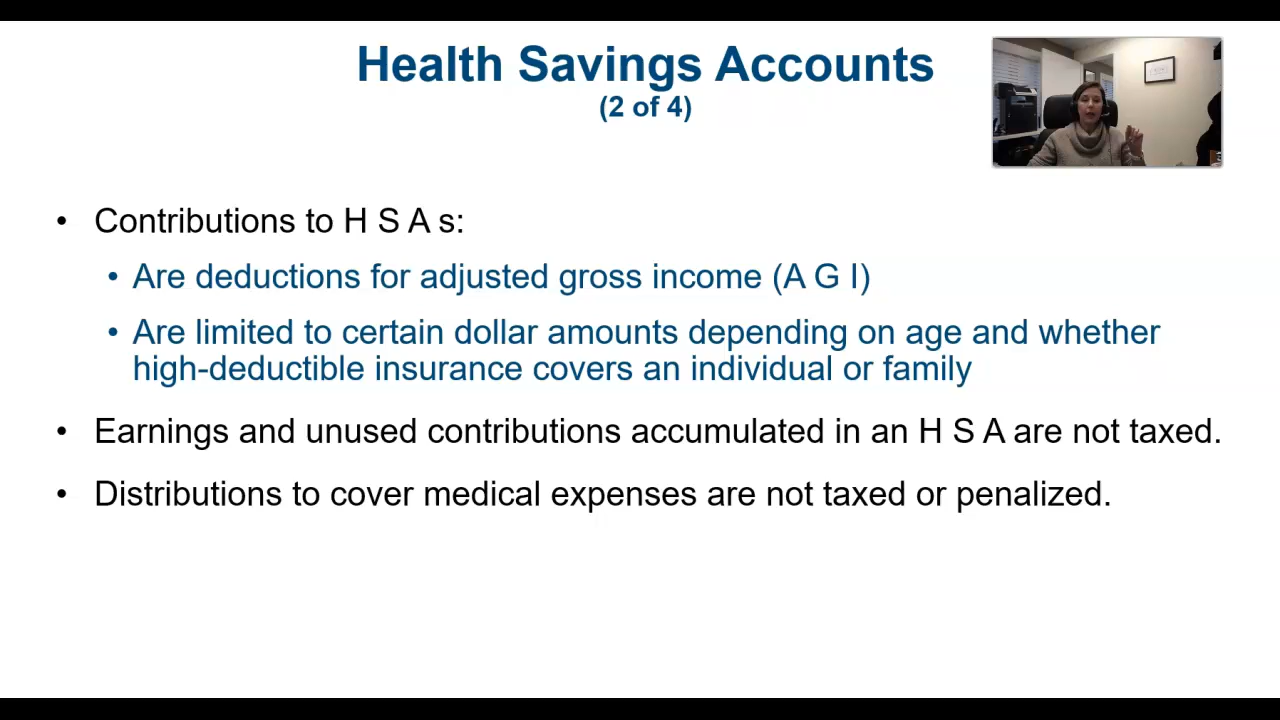 Health Savings Accounts
(2 of 4)
• Contributions to H S A s:
• Are deductions for adjusted gross income (A G I)
• Are limited to certain dollar amounts depending on age and whether
high-deductible insurance covers an individual or family
• Earnings and unused contributions accumulated in an H S A are not taxed.
• Distributions to cover medical expenses are not taxed or penalized.